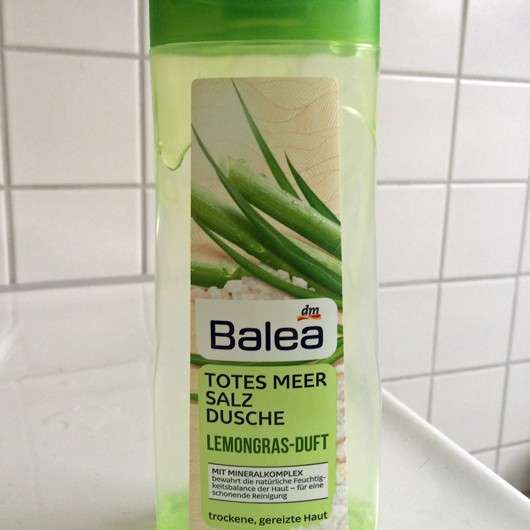 dm
Balea
TOTES MEER
SALZ
DUSCHE
LEMONGRAS-DUFT
MIT MINERALKOMPLEX
bewahrt die natürliche Feuchtig-
keitsbalance der Haut – für eine
schonende Reinigung
trockene, gereizte Haut